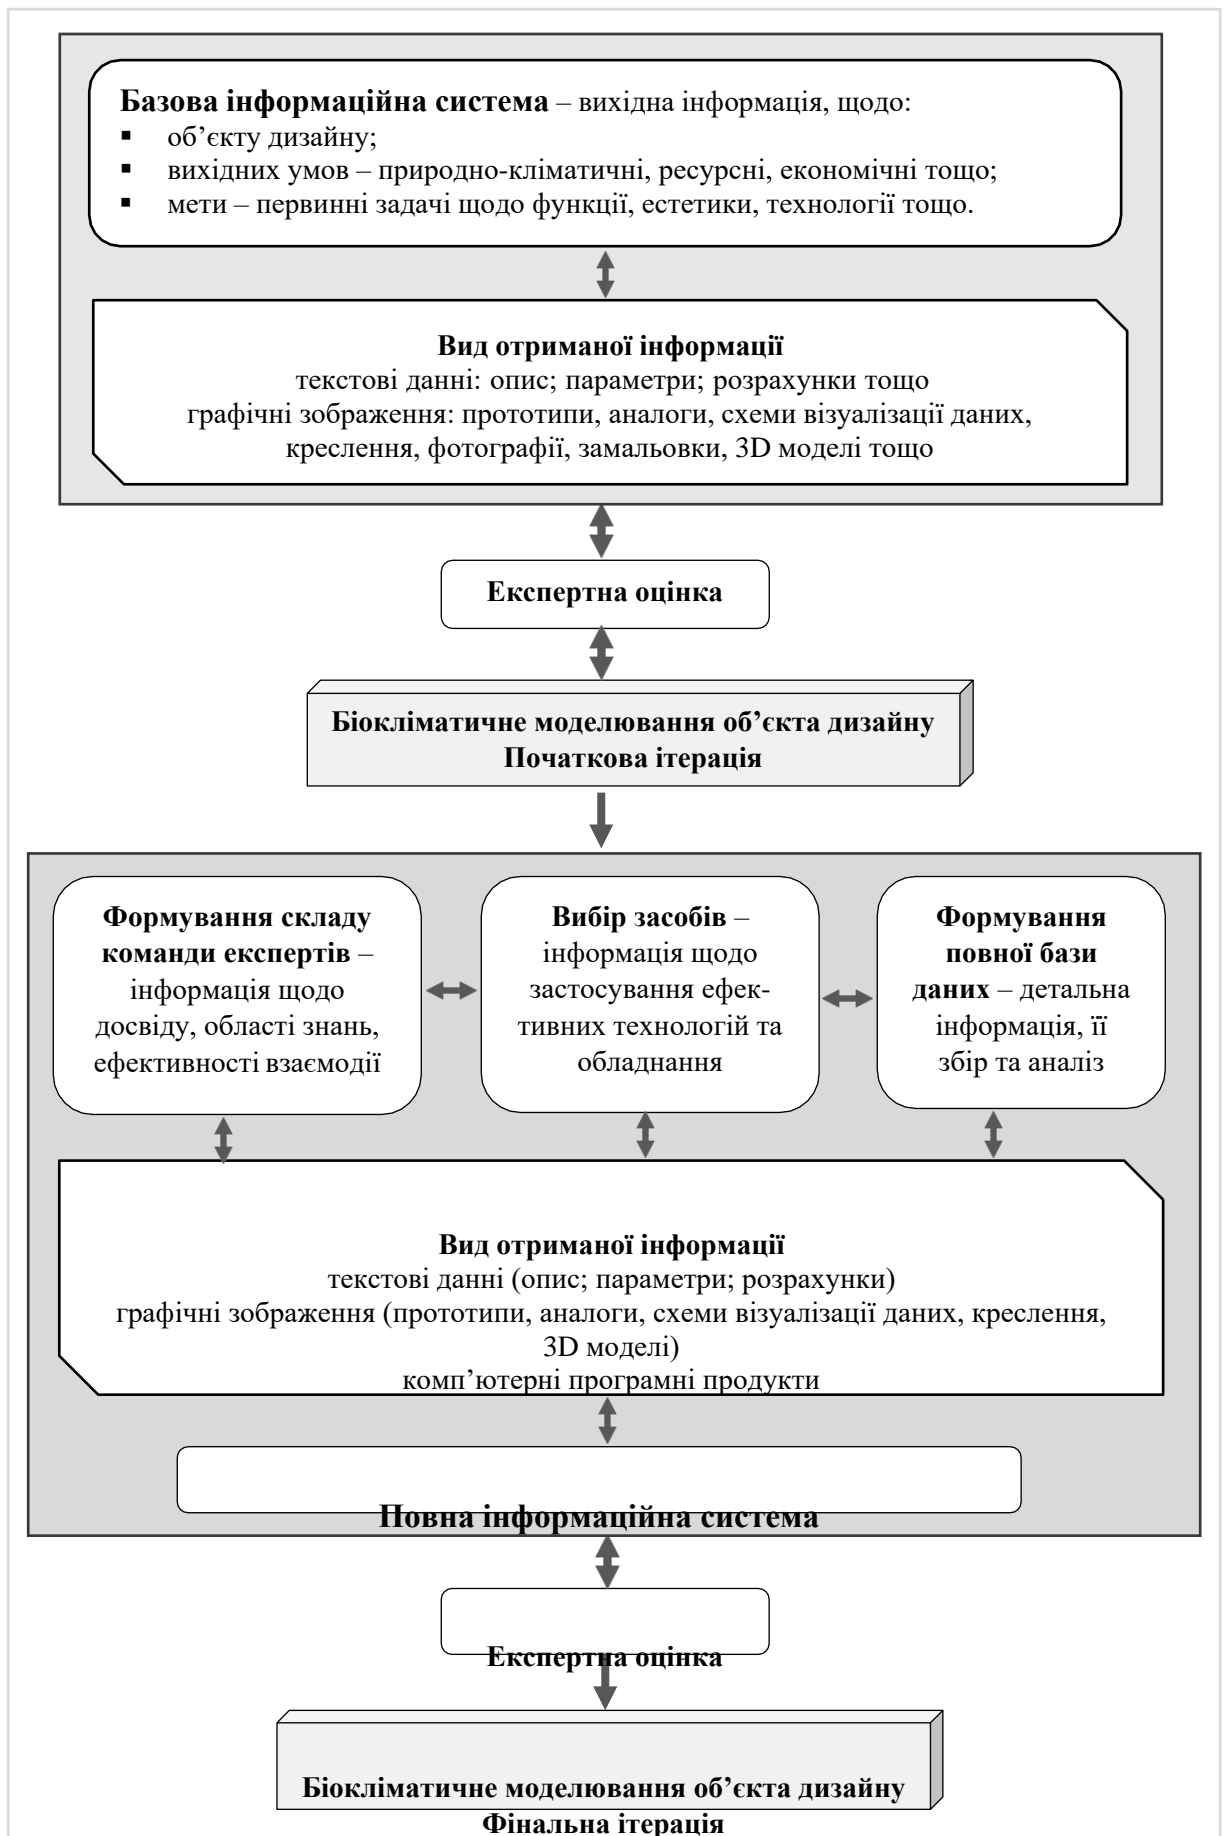 Базова інформаційна система – вихідна інформація, щодо:
▪ об’єкту дизайну;
▪ вихідних умов – природно-кліматичні, ресурсні, економічні тощо;
▪ мети – первинні задачі щодо функції, естетики, технології тощо.
Вид отриманої інформації
текстові данні: опис; параметри; розрахунки тощо
графічні зображення: прототипи, аналоги, схеми візуалізації даних,
креслення, фотографії, замальовки, 3D моделі тощо
Експертна оцінка
Біокліматичне моделювання об’єкта дизайну
Початкова ітерація
Формування складу
команди експертів –
інформація щодо
досвіду, області знань,
ефективності взаємодії
Вибір засобів –
інформація щодо
застосування ефек-
тивних технологій та
обладнання
Формування
повної бази
даних – детальна
інформація, її
збір та аналіз
Вид отриманої інформації
текстові данні (опис; параметри; розрахунки)
графічні зображення (прототипи, аналоги, схеми візуалізації даних, креслення,
3D моделі)
комп’ютерні програмні продукти
Повна інформаційна система
Експертна оцінка
Біокліматичне моделювання об’єкта дизайну
Фінальна ітерація